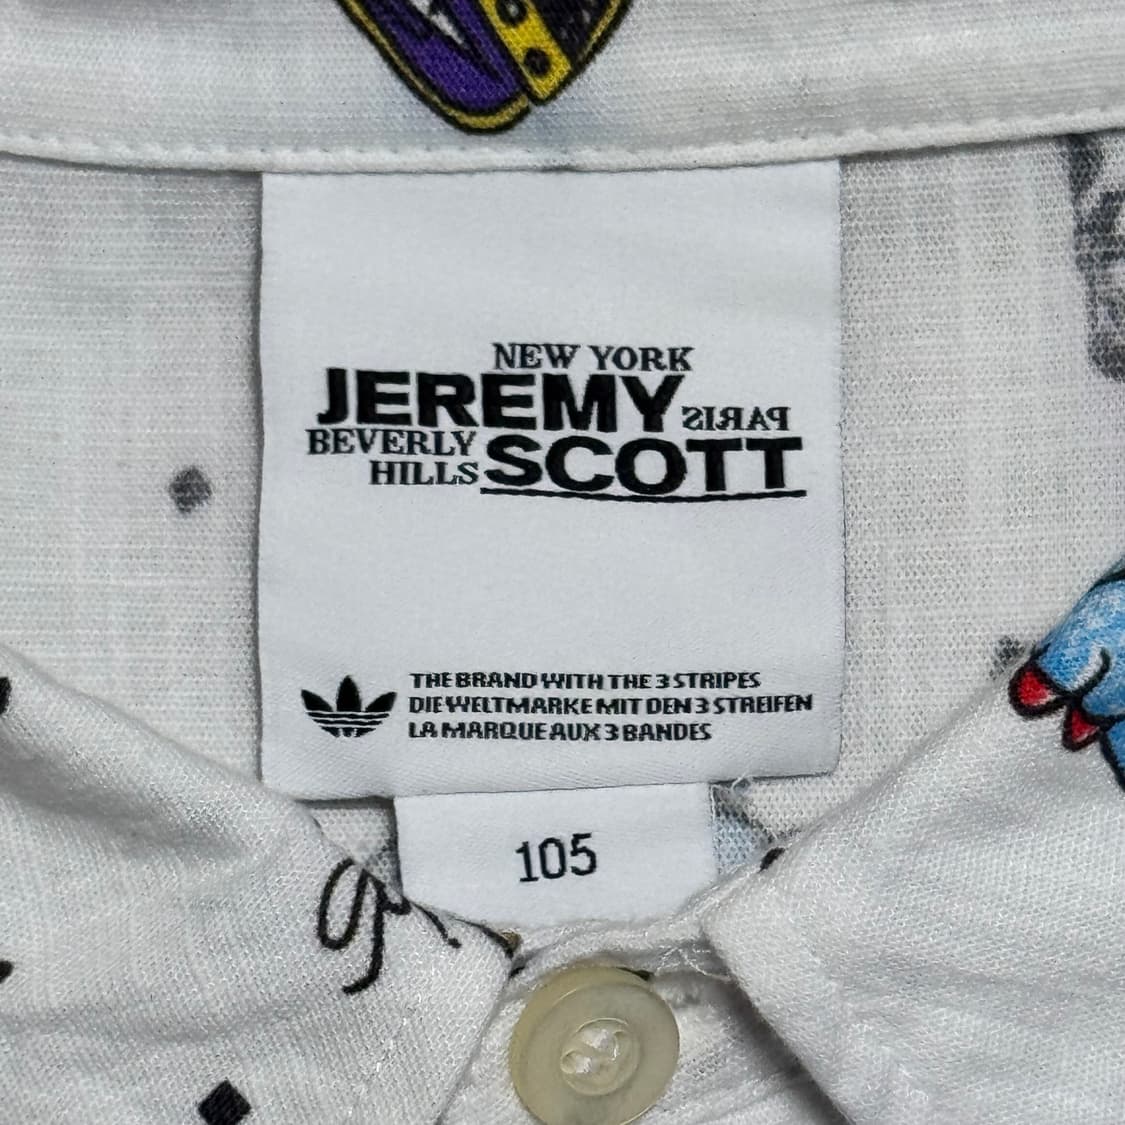 NEW YORK
JEREMY PARIS
BEVERLY
HILLS SCOTT
THE BRAND WITH THE 3 STRIPES
DIE WELTMARKE MIT DEN 3 STREIFEN
LA MARQUE AUX 3 BANDES
105